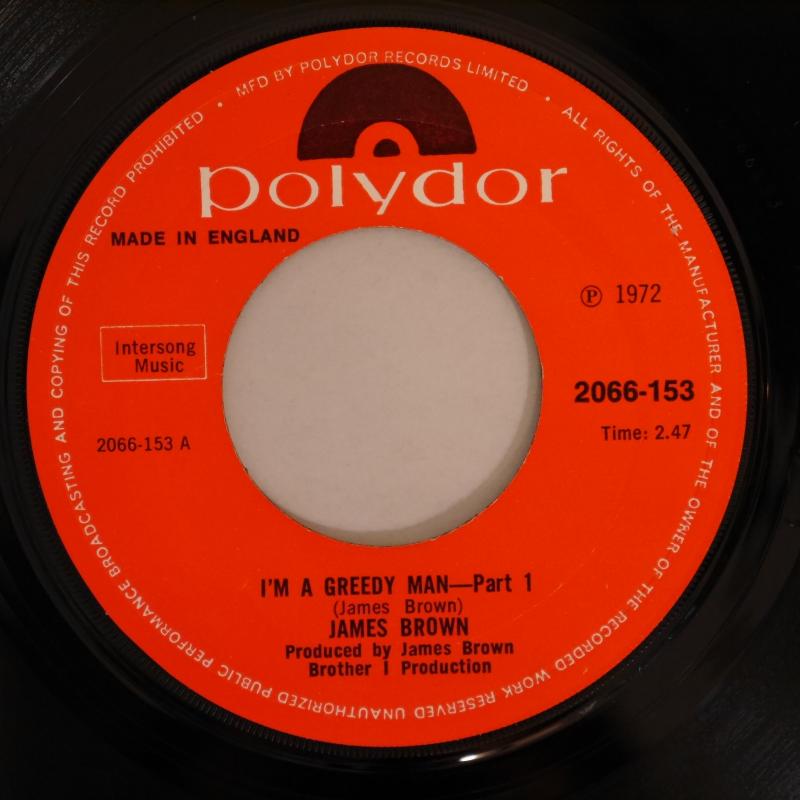 MFD BY POLYDOR RECORDS LIMITED • ALL RIGHTS OF THE MANUFACTURER AND OF THE OWNER OF THE RECORDED WORK RESERVED UNAUTHORIZED PUBLIC PERFORMANCE BROADCASTING AND COPYING OF THIS RECORD PROHIBITED •
polydor
MADE IN ENGLAND
℗ 1972
Intersong
Music
2066-153
Time: 2.47
2066-153 A
I'M A GREEDY MAN—Part 1
(James Brown)
JAMES BROWN
Produced by James Brown
Brother I Production